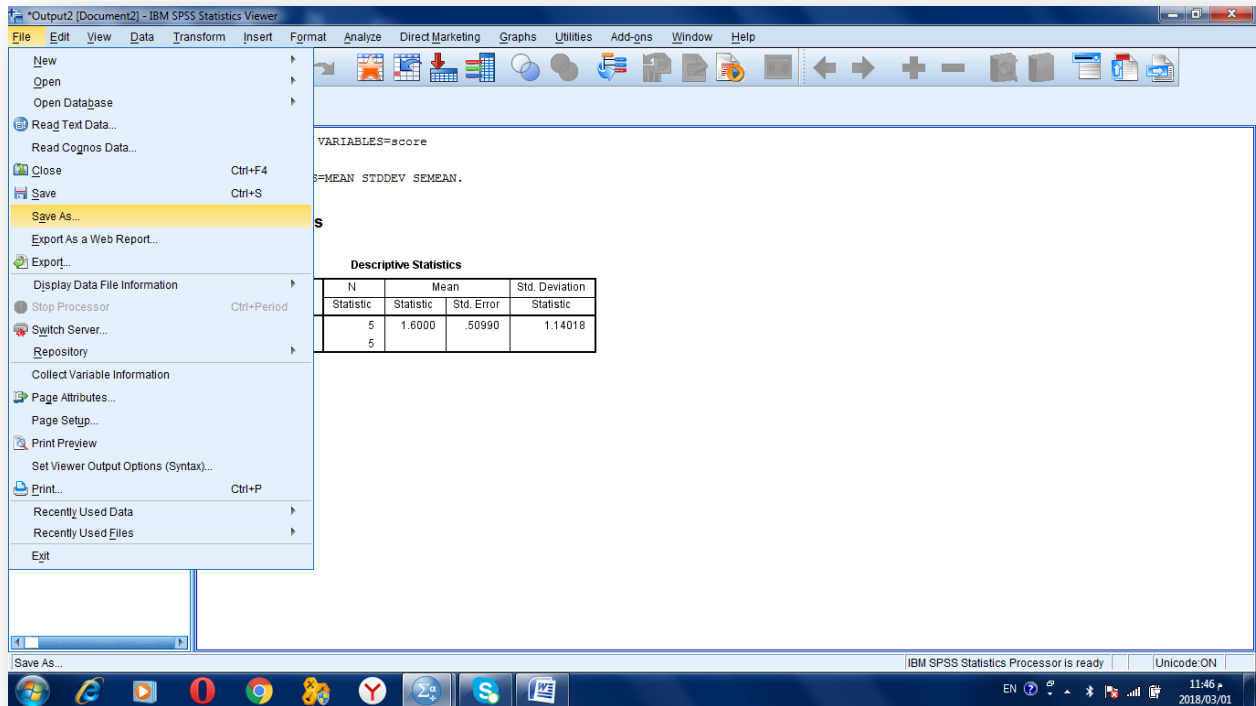 *Output2 [Document2] - IBM SPSS Statistics Viewer
File Edit View Data Transform Insert Format Analyze Direct Marketing Graphs Utilities Add-ons Window Help
New
Open
Open Database
Read Text Data...
Read Cognos Data...
Close Ctrl+F4
Save Ctrl+S
Save As...
Export As a Web Report...
Export...
Display Data File Information
Stop Processor Ctrl+Period
Switch Server...
Repository
Collect Variable Information
Page Attributes...
Page Setup...
Print Preview
Set Viewer Output Options (Syntax)...
Print... Ctrl+P
Recently Used Data
Recently Used Files
Exit
VARIABLES=score
S=MEAN STDDEV SEMEAN.
s
Descriptive Statistics
N Mean Std. Deviation
Statistic Statistic Std. Error Statistic
5 1.6000 .50990 1.14018
5
Save As...
IBM SPSS Statistics Processor is ready Unicode:ON
EN 11:46 م
2018/03/01